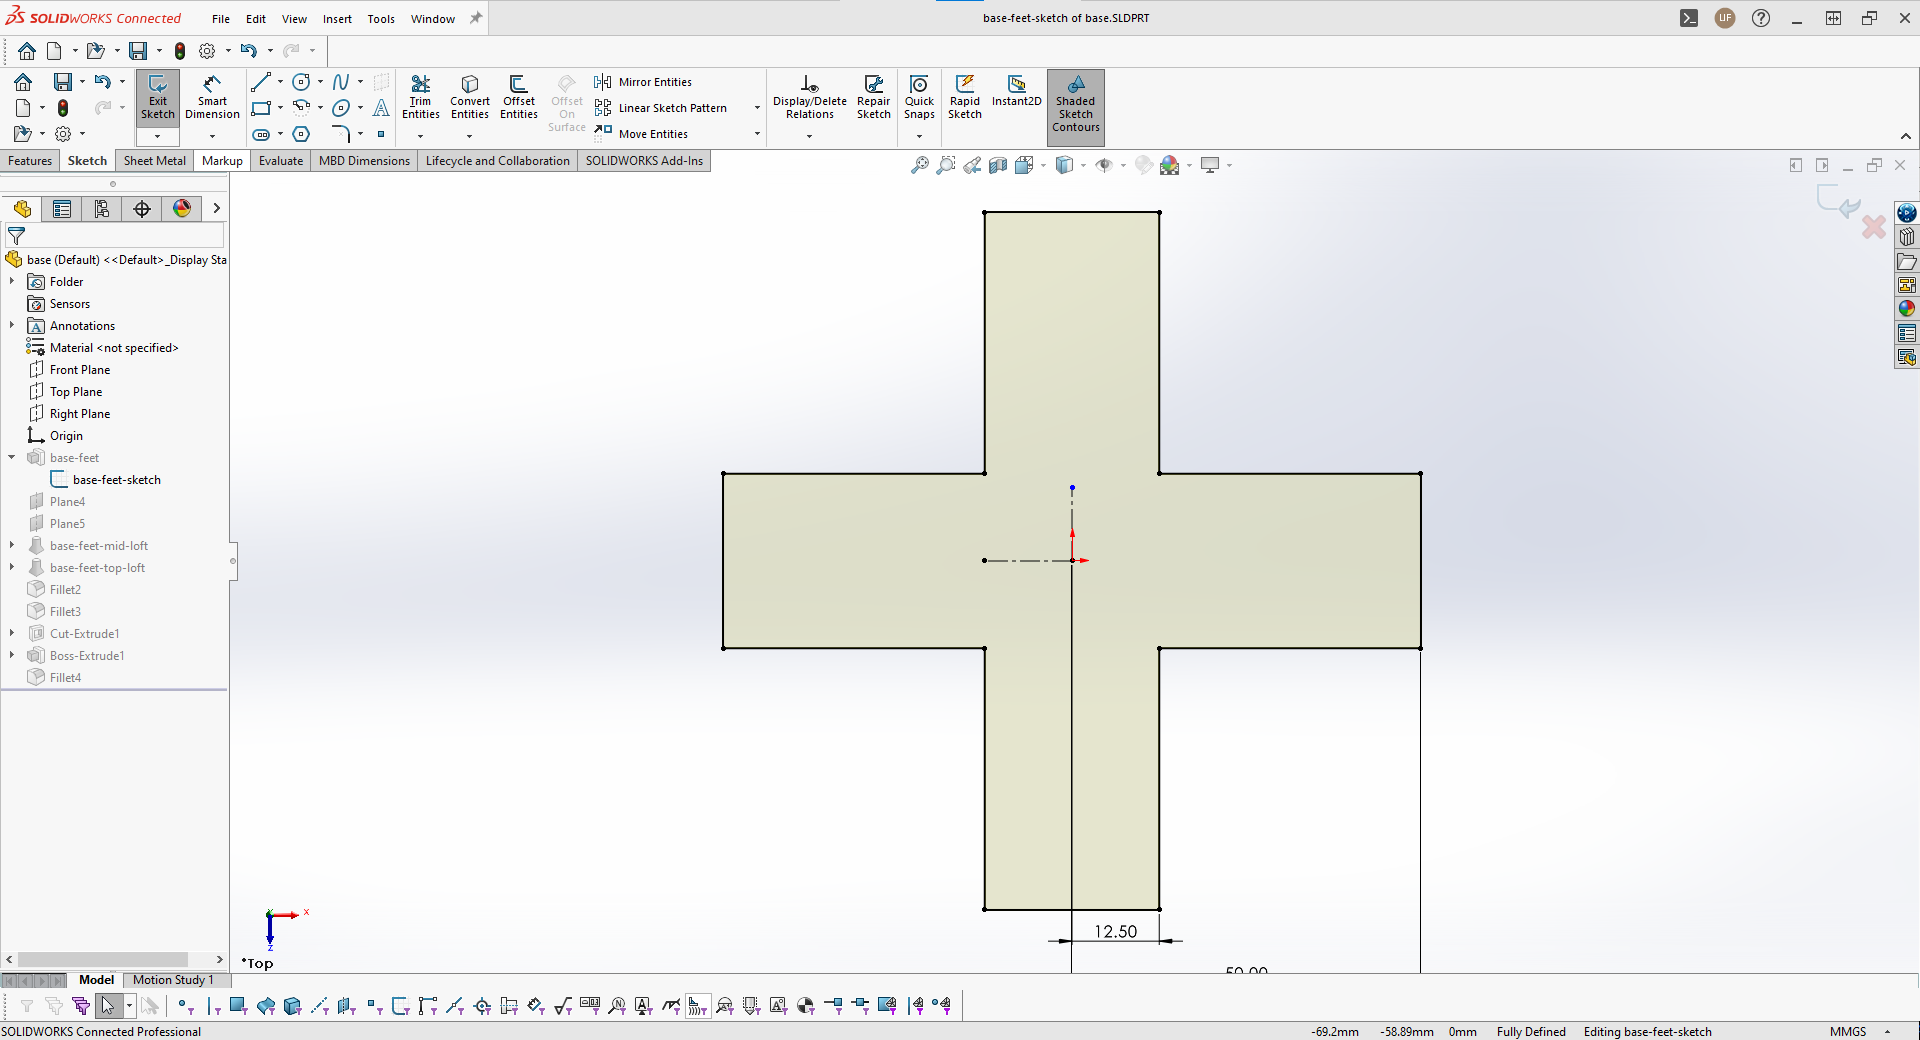 SOLIDWORKS Connected File Edit View Insert Tools Window base-feet-sketch of base.SLDPRT UF
Exit Sketch
Smart Dimension
Trim Entities
Convert Entities
Offset Entities
Offset On Surface
Mirror Entities
Linear Sketch Pattern
Move Entities
Display/Delete Relations
Repair Sketch
Quick Snaps
Rapid Sketch
Instant2D
Shaded Sketch Contours
Features Sketch Sheet Metal Markup Evaluate MBD Dimensions Lifecycle and Collaboration SOLIDWORKS Add-Ins
base (Default) <<Default>_Display Sta
Folder
Sensors
Annotations
Material <not specified>
Front Plane
Top Plane
Right Plane
Origin
base-feet
base-feet-sketch
Plane4
Plane5
base-feet-mid-loft
base-feet-top-loft
Fillet2
Fillet3
Cut-Extrude1
Boss-Extrude1
Fillet4
12.50
50.00
X
Z
*Top
Model Motion Study 1
SOLIDWORKS Connected Professional -69.2mm -58.89mm 0mm Fully Defined Editing base-feet-sketch MMGS